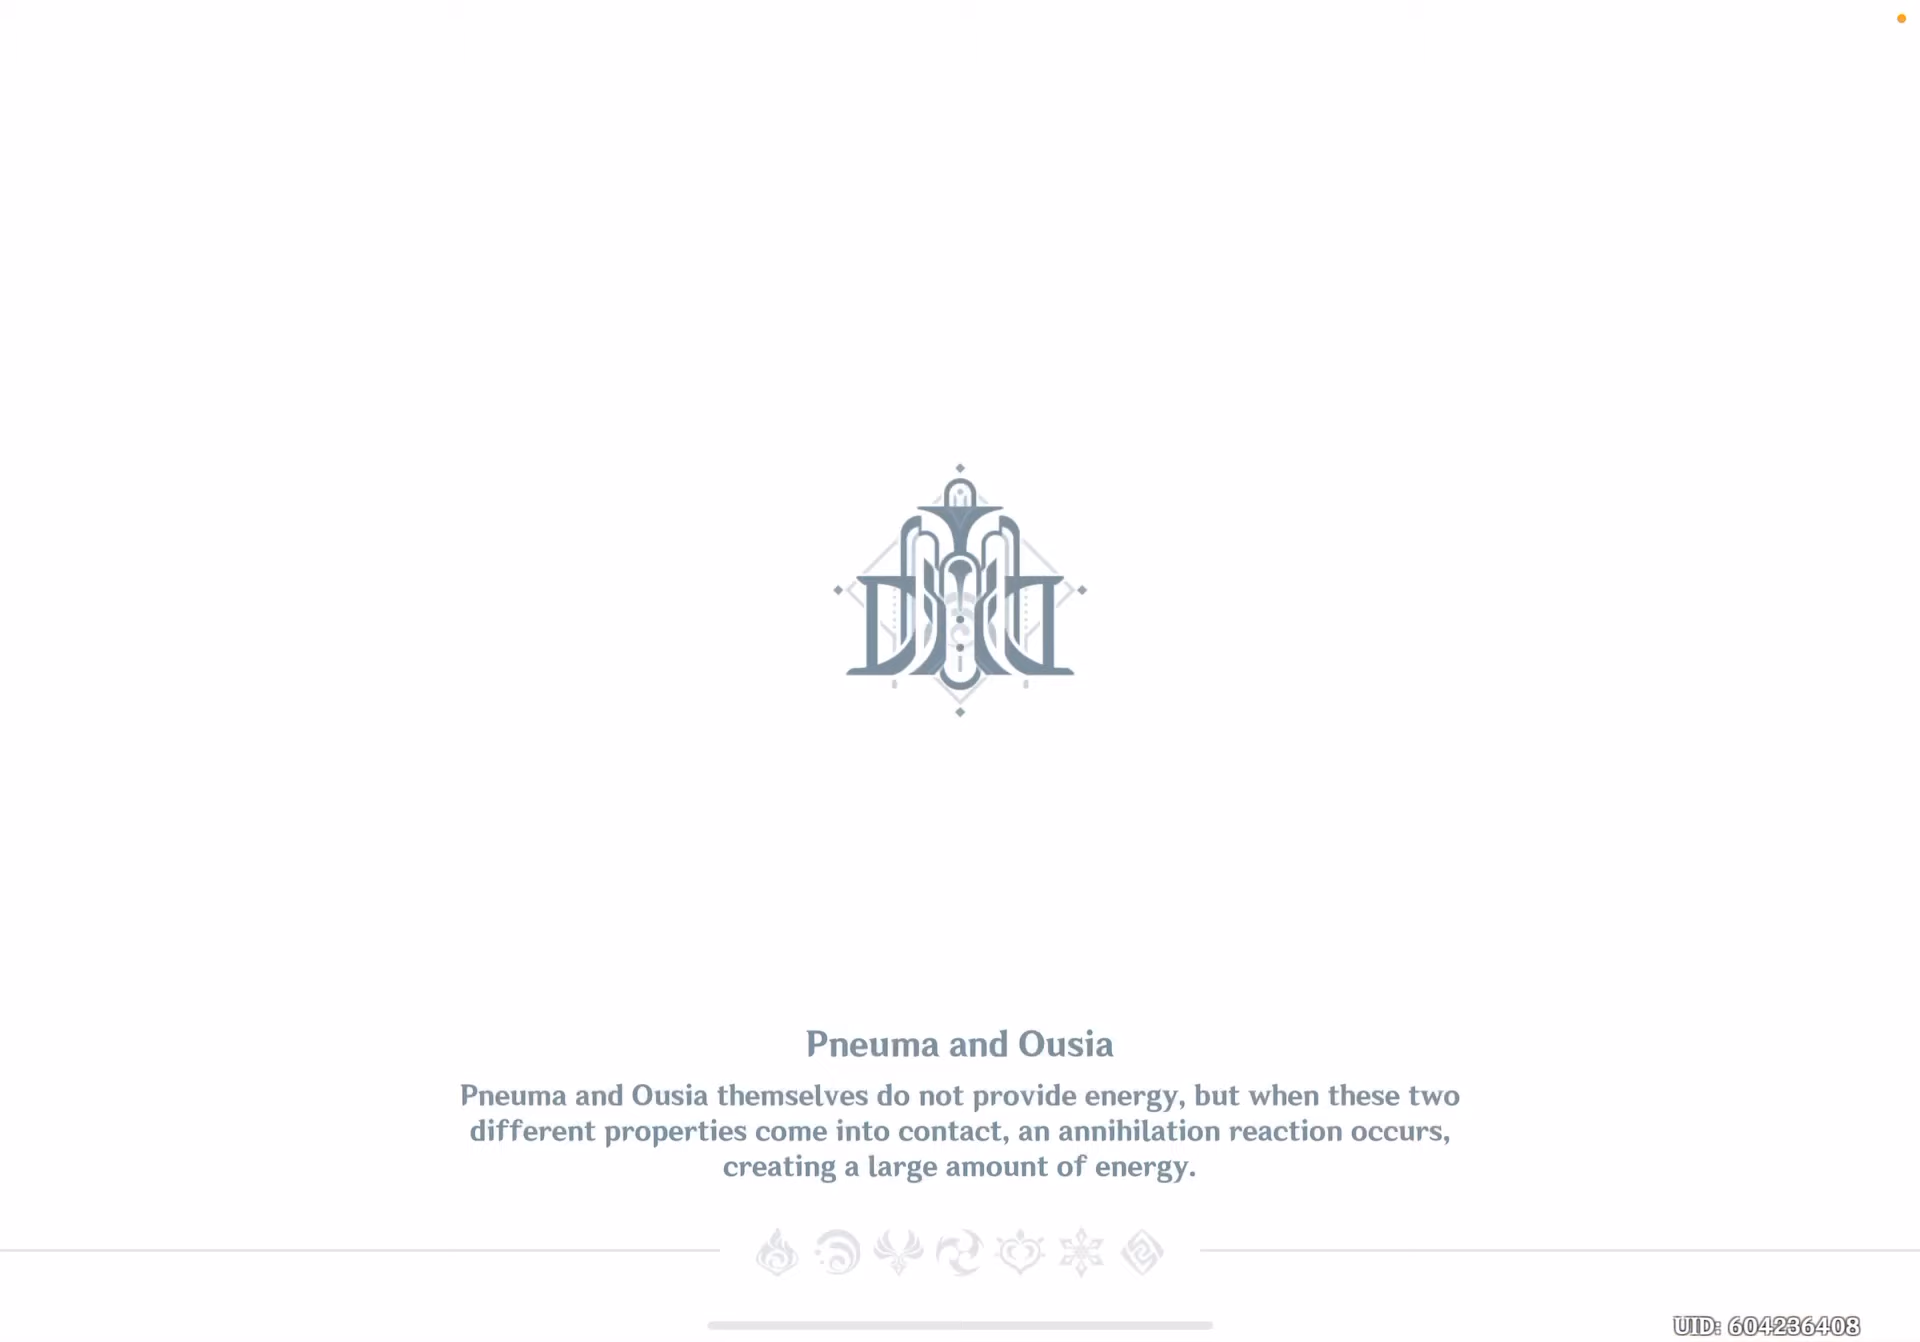 Pneuma and Ousia
Pneuma and Ousia themselves do not provide energy, but when these two
different properties come into contact, an annihilation reaction occurs,
creating a large amount of energy.
UID: 604236408